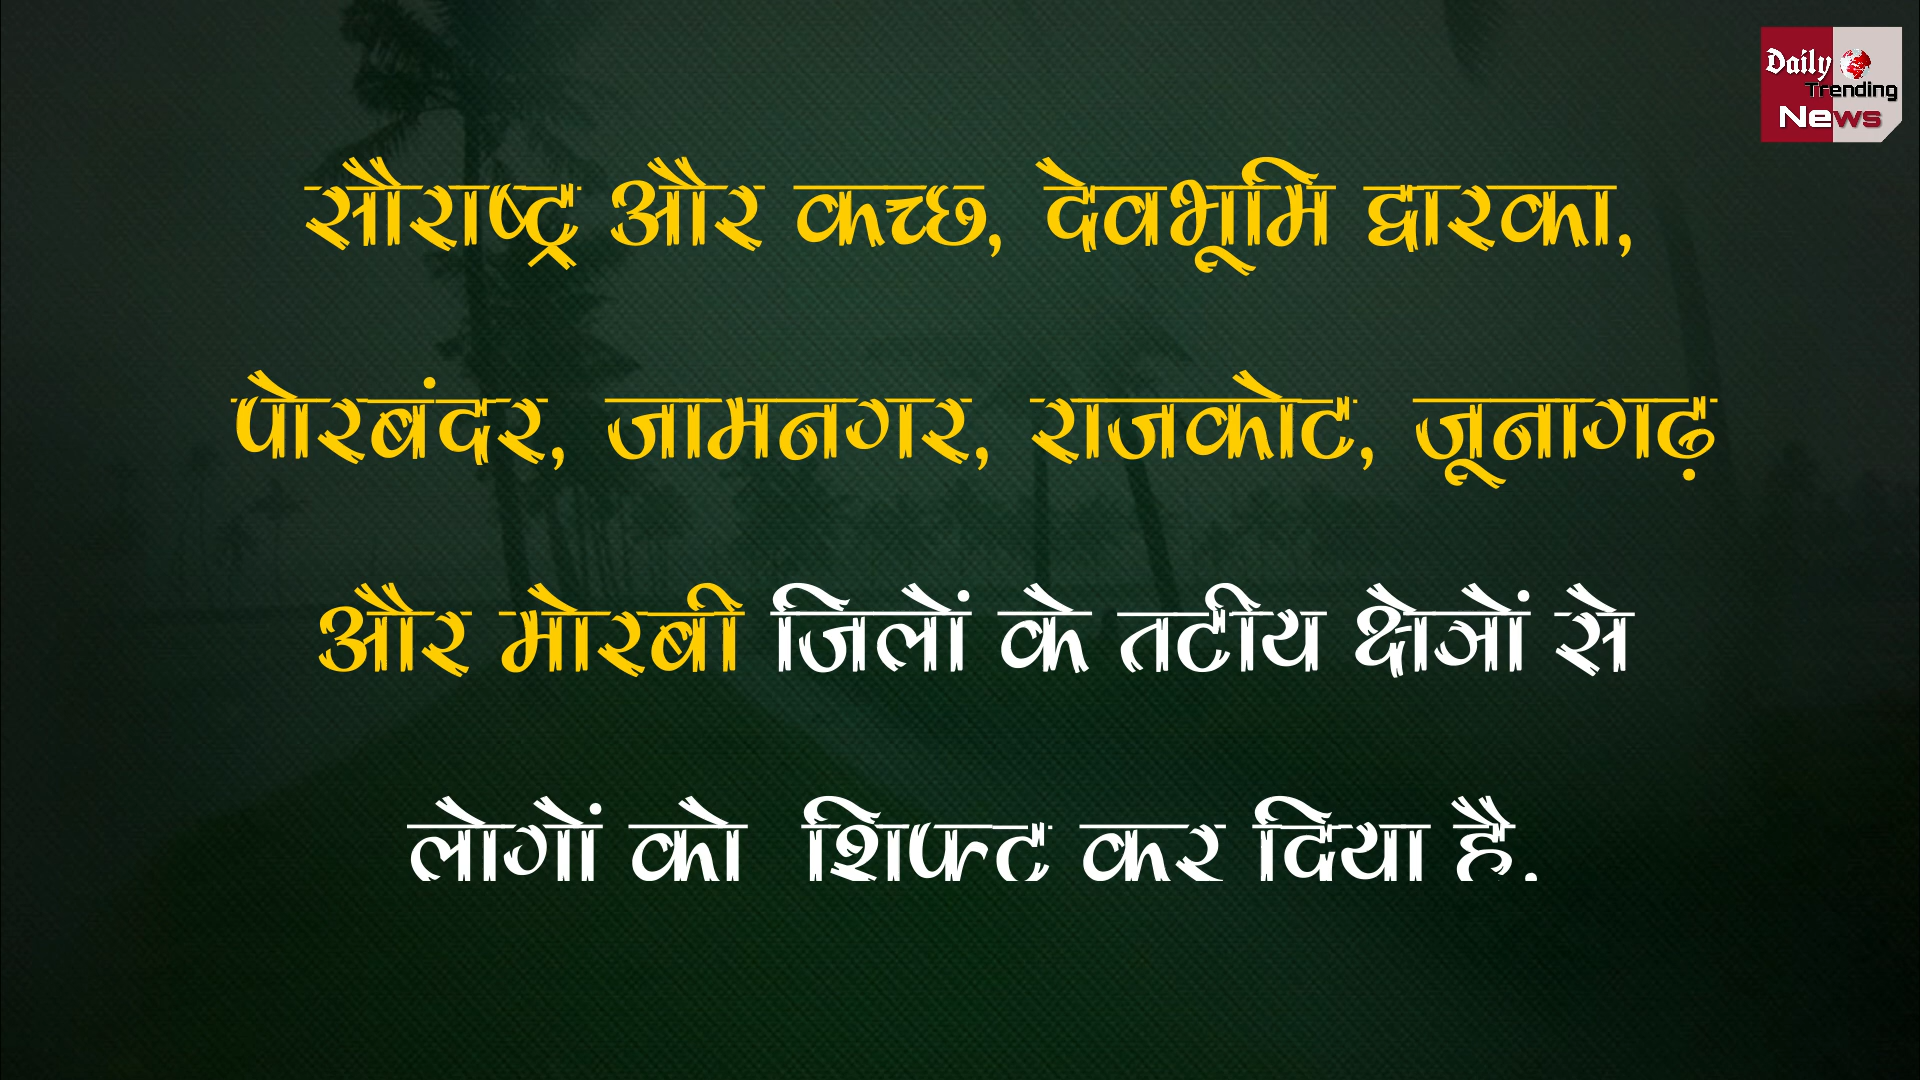 Daily
Trending
News
सौराष्ट्र और कच्छ, देवभूमि द्वारका,
पोरबंदर, जामनगर, राजकोट, जूनागढ़
और मोरबी जिलों के तटीय क्षेत्रों से
लोगों को शिफ्ट कर दिया है.